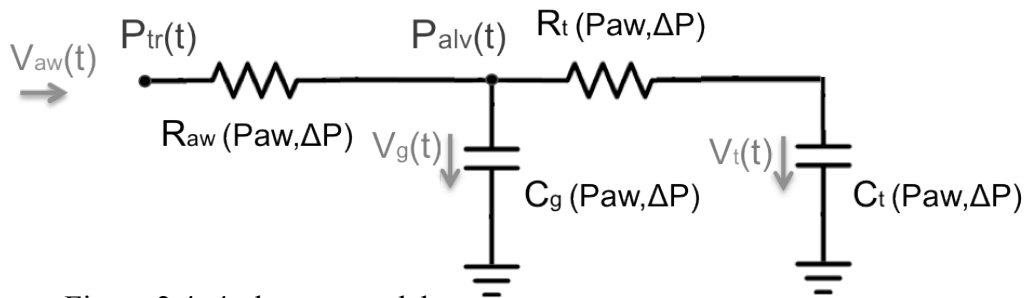 Ptr(t)
Palv(t)
Rt (Paw,ΔP)
Vaw(t)
Raw (Paw,ΔP)
Vg(t)
Vt(t)
Cg (Paw,ΔP)
Ct (Paw,ΔP)